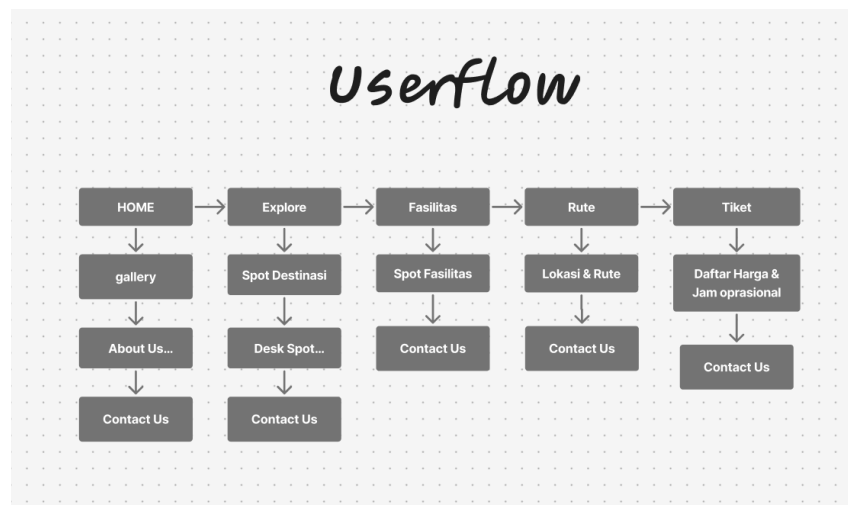 Userflow
HOME
Explore
Fasilitas
Rute
Tiket
gallery
Spot Destinasi
Spot Fasilitas
Lokasi & Rute
Daftar Harga &
Jam oprasional
About Us...
Desk Spot...
Contact Us
Contact Us
Contact Us
Contact Us
Contact Us